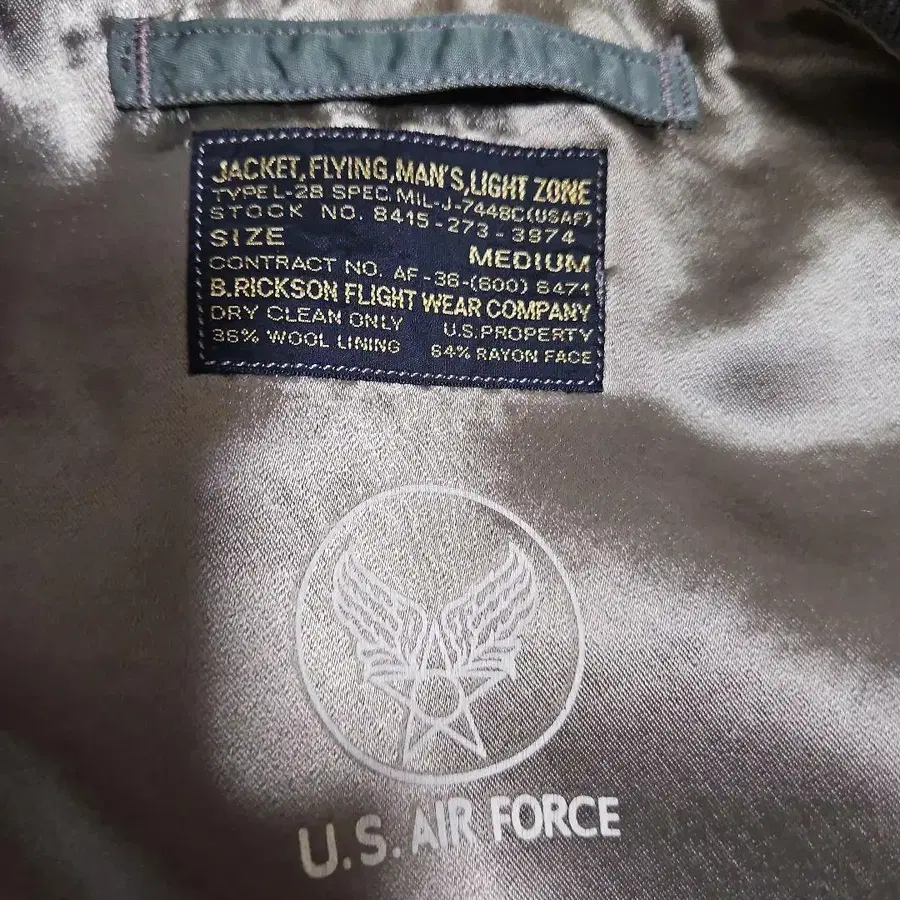 JACKET, FLYING, MAN'S, LIGHT ZONE
TYPE L-2B SPEC. MIL-J-7448C(USAF)
STOCK NO. 8415-273-3974
SIZE MEDIUM
CONTRACT NO. AF-36-(600) 6471
B.RICKSON FLIGHT WEAR COMPANY
DRY CLEAN ONLY U.S.PROPERTY
36% WOOL LINING 64% RAYON FACE
U.S. AIR FORCE